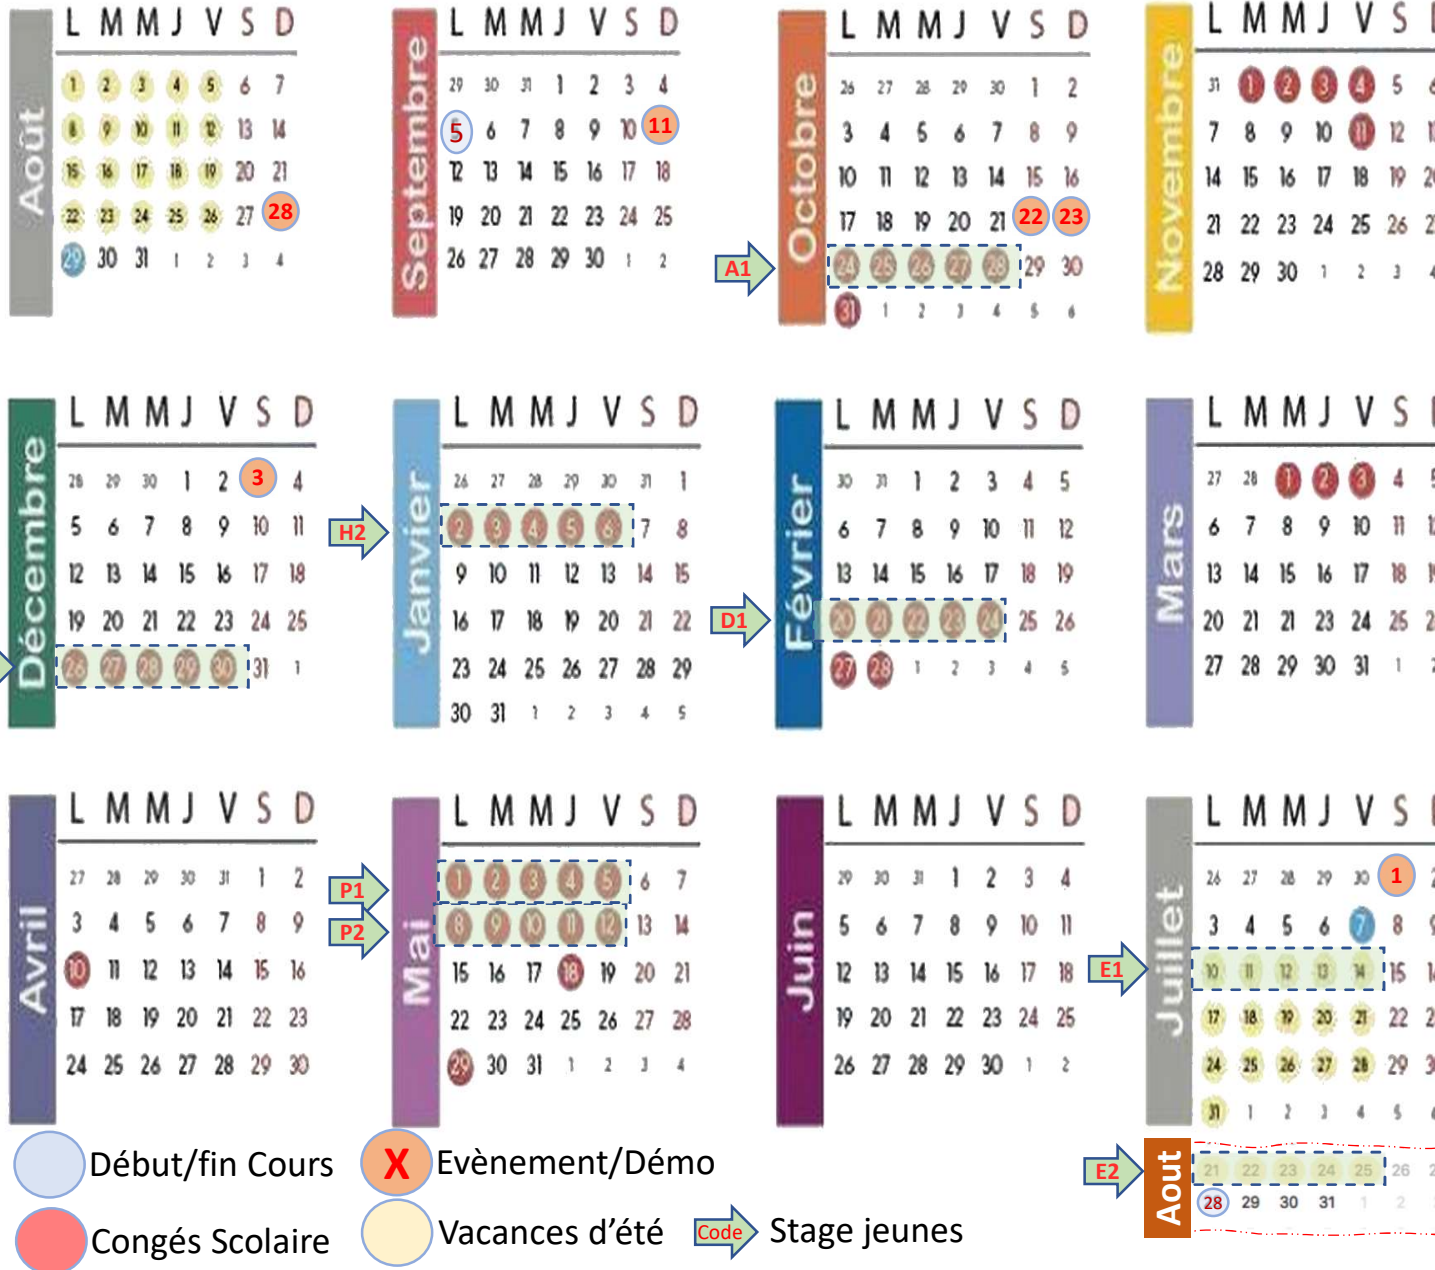 Août
L M M J V S D
1 2 3 4 5 6 7
8 9 10 11 12 13 14
15 16 17 18 19 20 21
22 23 24 25 26 27 28
29 30 31 1 2 3 4
Septembre
L M M J V S D
29 30 31 1 2 3 4
5 6 7 8 9 10 11
12 13 14 15 16 17 18
19 20 21 22 23 24 25
26 27 28 29 30 1 2
Octobre
L M M J V S D
26 27 28 29 30 1 2
3 4 5 6 7 8 9
10 11 12 13 14 15 16
17 18 19 20 21 22 23
A1 24 25 26 27 28 29 30
31 1 2 3 4 5 6
Novembre
L M M J V S
31 1 2 3 4 5
7 8 9 10 11 12
14 15 16 17 18 19
21 22 23 24 25 26
28 29 30 1 2 3
Décembre
L M M J V S D
28 29 30 1 2 3 4
5 6 7 8 9 10 11
12 13 14 15 16 17 18
19 20 21 22 23 24 25
26 27 28 29 30 31 1
Janvier
L M M J V S D
26 27 28 29 30 31 1
H2 2 3 4 5 6 7 8
9 10 11 12 13 14 15
16 17 18 19 20 21 22
23 24 25 26 27 28 29
30 31 1 2 3 4 5
Février
L M M J V S D
30 31 1 2 3 4 5
6 7 8 9 10 11 12
13 14 15 16 17 18 19
D1 20 21 22 23 24 25 26
27 28 1 2 3 4 5
Mars
L M M J V S
27 28 1 2 3 4
6 7 8 9 10 11
13 14 15 16 17 18
20 21 21 23 24 25
27 28 29 30 31 1
Avril
L M M J V S D
27 28 29 30 31 1 2
3 4 5 6 7 8 9
10 11 12 13 14 15 16
17 18 19 20 21 22 23
24 25 26 27 28 29 30
Mai
L M M J V S D
P1 1 2 3 4 5 6 7
P2 8 9 10 11 12 13 14
15 16 17 18 19 20 21
22 23 24 25 26 27 28
29 30 31 1 2 3 4
Juin
L M M J V S D
29 30 31 1 2 3 4
5 6 7 8 9 10 11
12 13 14 15 16 17 18
19 20 21 22 23 24 25
26 27 28 29 30 1 2
Juillet
L M M J V S
26 27 28 29 30 1
3 4 5 6 7 8
E1 10 11 12 13 14 15
17 18 19 20 21 22
24 25 26 27 28 29
31 1 2 3 4 5
Aout
E2 21 22 23 24 25 26
28 29 30 31 1 2
Début/fin Cours
X Evènement/Démo
Congés Scolaire
Vacances d'été
Code Stage jeunes